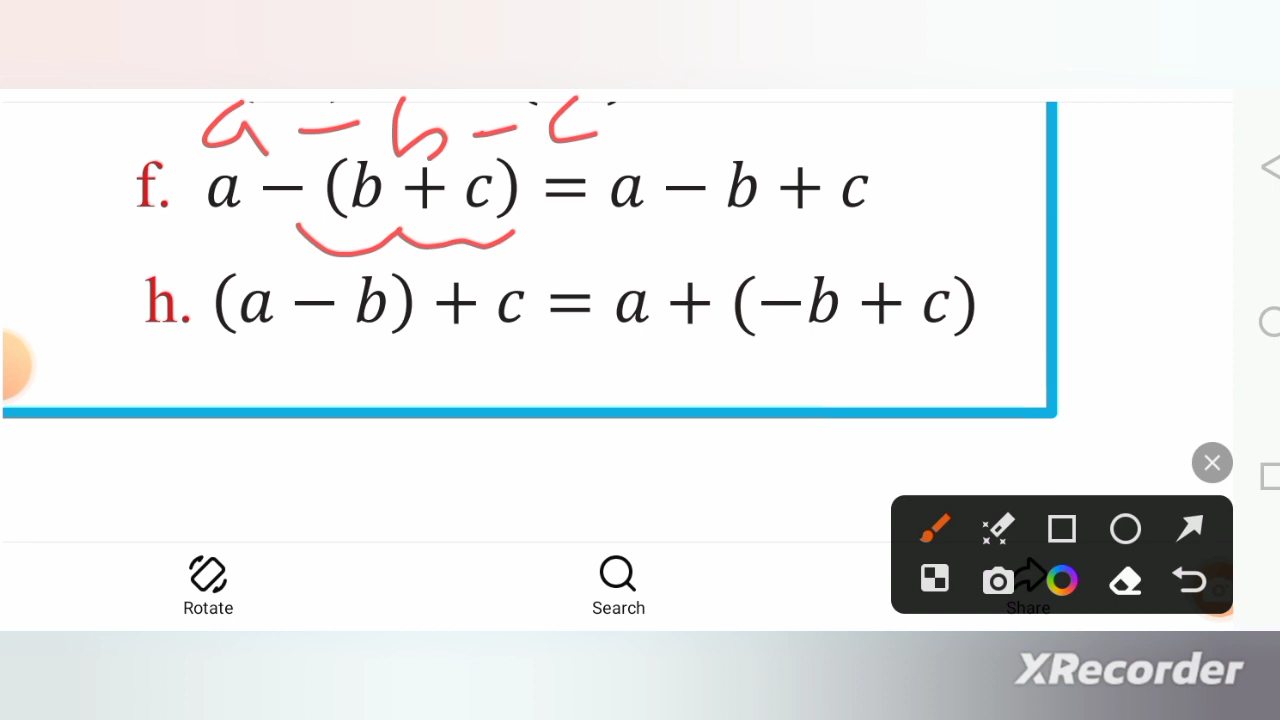 a - b - c
f. a − (b + c) = a − b + c
h. (a − b) + c = a + (−b + c)
Rotate
Search
Share
XRecorder